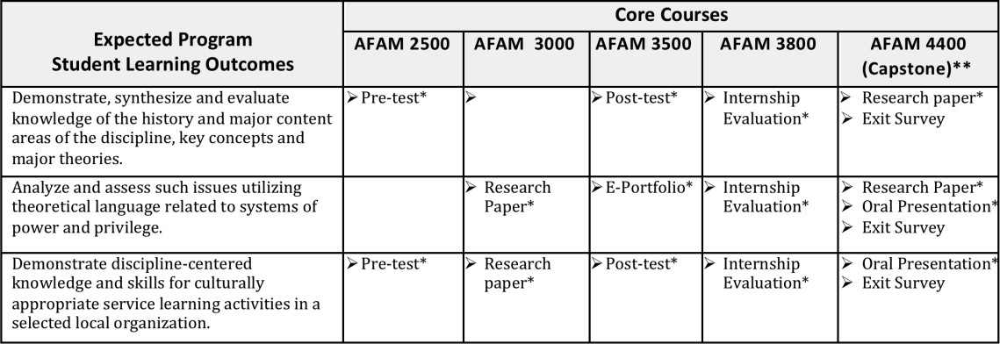 Core Courses
Expected Program
Student Learning Outcomes
AFAM 2500
AFAM  3000
AFAM 3500
AFAM 3800
AFAM 4400
(Capstone)**
Demonstrate, synthesize and evaluate
knowledge of the history and major content
areas of the discipline, key concepts and
major theories.
➢ Pre-test*
➢
➢ Post-test*
➢ Internship
Evaluation*
➢ Research paper*
➢ Exit Survey
Analyze and assess such issues utilizing
theoretical language related to systems of
power and privilege.
➢ Research
Paper*
➢ E-Portfolio*
➢ Internship
Evaluation*
➢ Research Paper*
➢ Oral Presentation*
➢ Exit Survey
Demonstrate discipline-centered
knowledge and skills for culturally
appropriate service learning activities in a
selected local organization.
➢ Pre-test*
➢ Research
paper*
➢ Post-test*
➢ Internship
Evaluation*
➢ Oral Presentation*
➢ Exit Survey